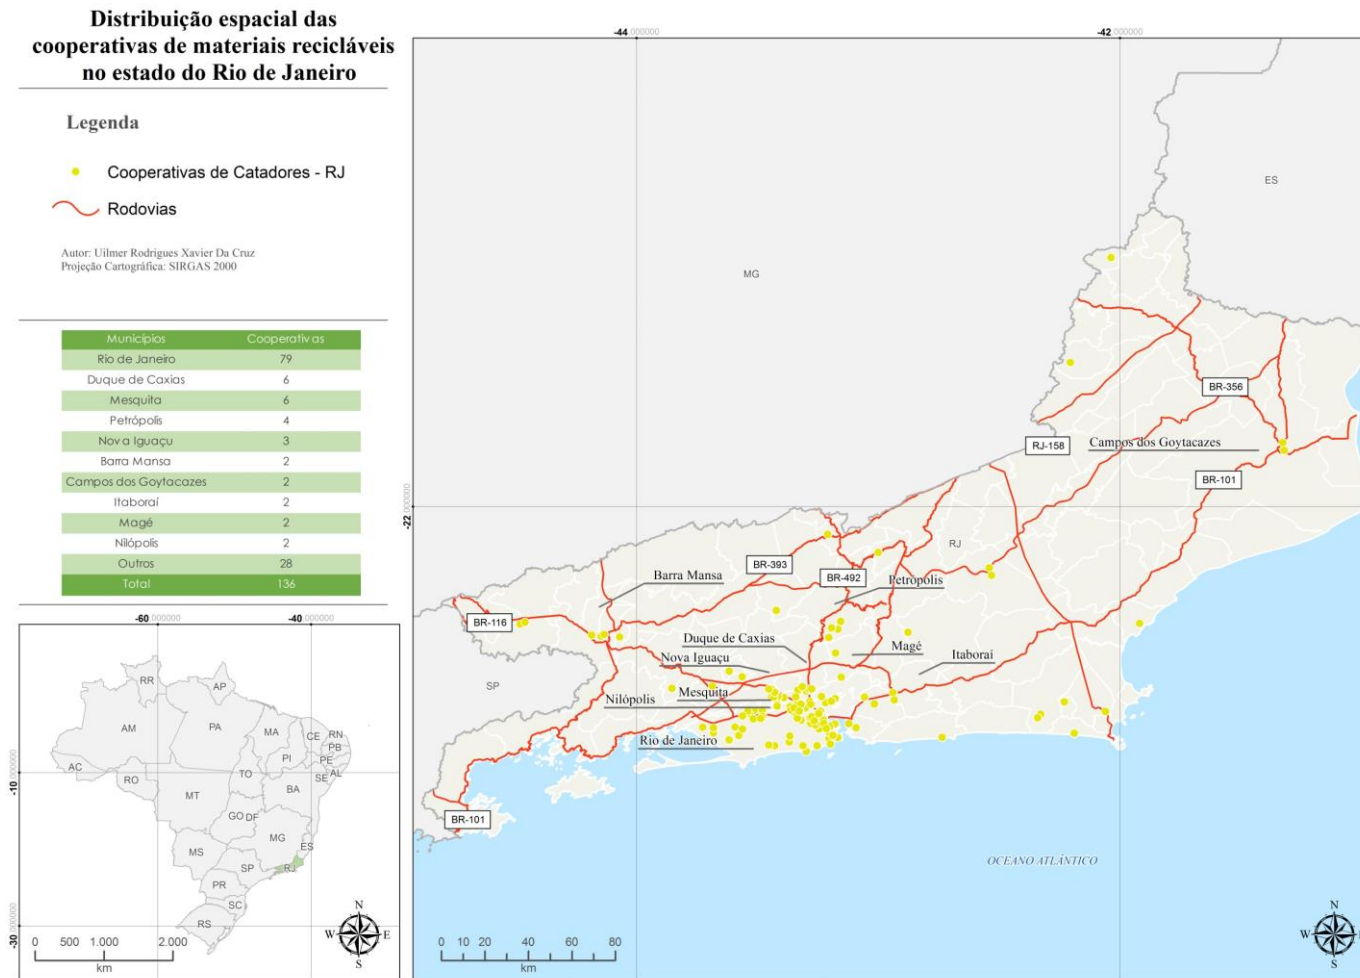 Distribuição espacial das
cooperativas de materiais recicláveis
no estado do Rio de Janeiro
Legenda
Cooperativas de Catadores - RJ
Rodovias
Autor: Uilmer Rodrigues Xavier Da Cruz
Projeção Cartográfica: SIRGAS 2000
Municípios Cooperativas
Rio de Janeiro 79
Duque de Caxias 6
Mesquita 6
Petrópolis 4
Nova Iguaçu 3
Barra Mansa 2
Campos dos Goytacazes 2
Itaboraí 2
Magé 2
Nilópolis 2
Outros 28
Total 136
-60.000000 -40.000000
-10.000000
-30.000000
RR
AP
AM
PA
MA
CE
RN
PB
PE
AL
SE
PI
AC
RO
TO
BA
MT
GO
DF
MG
ES
MS
SP
RJ
PR
SC
RS
N
W E
S
0 500 1.000 2.000
km
-44.000000 -42.000000
-22.000000
ES
MG
BR-356
RJ-158
Campos dos Goytacazes
BR-101
RJ
BR-393
BR-492
Barra Mansa
Petrópolis
BR-116
Duque de Caxias
Magé
Itaboraí
Nova Iguaçu
SP
Mesquita
Nilópolis
Rio de Janeiro
BR-101
OCEANO ATLÂNTICO
N
W E
S
0 10 20 40 60 80
km